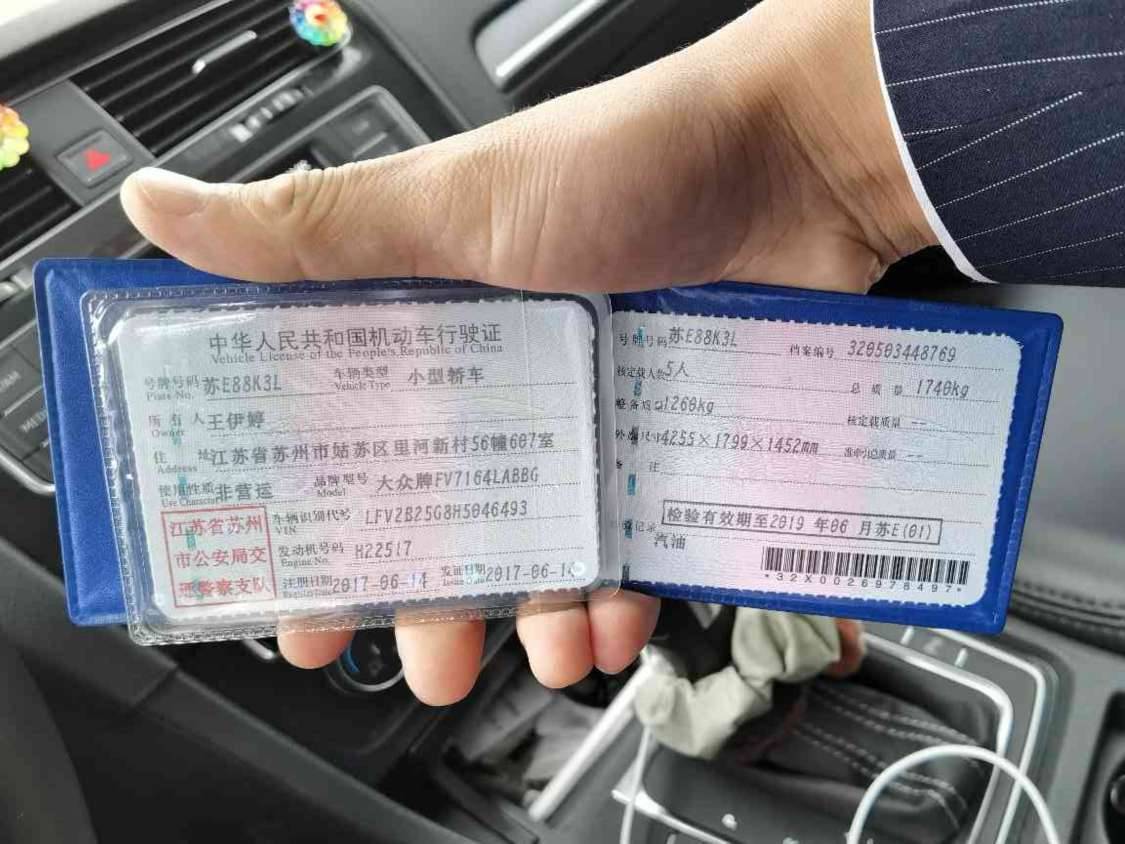 中华人民共和国机动车行驶证
Vehicle License of the People's Republic of China
号牌号码 苏E88K3L 车辆类型 小型轿车
Plate No. Vehicle Type
所有人 王伊婷
Owner
住址 江苏省苏州市姑苏区里河新村56幢607室
Address
使用性质 非营运 品牌型号 大众牌FV7164LABBG
Use Character Model
江苏省苏州
市公安局交
通警察支队
车辆识别代号 LFV2B25G8H5046493
VIN
发动机号码 H22517
Engine No.
注册日期 2017-06-14 发证日期 2017-06-14
Register Date Issue Date
号牌号码 苏E88K3L 档案编号 320503448769
核定载人数 5人 总质量 1740kg
整备质量 1260kg 核定载质量 --
外廓尺寸 4255×1799×1452mm 准牵引总质量 --
备注
记录 检验有效期至2019年06月苏E(01)
汽油
*32X0026978497*